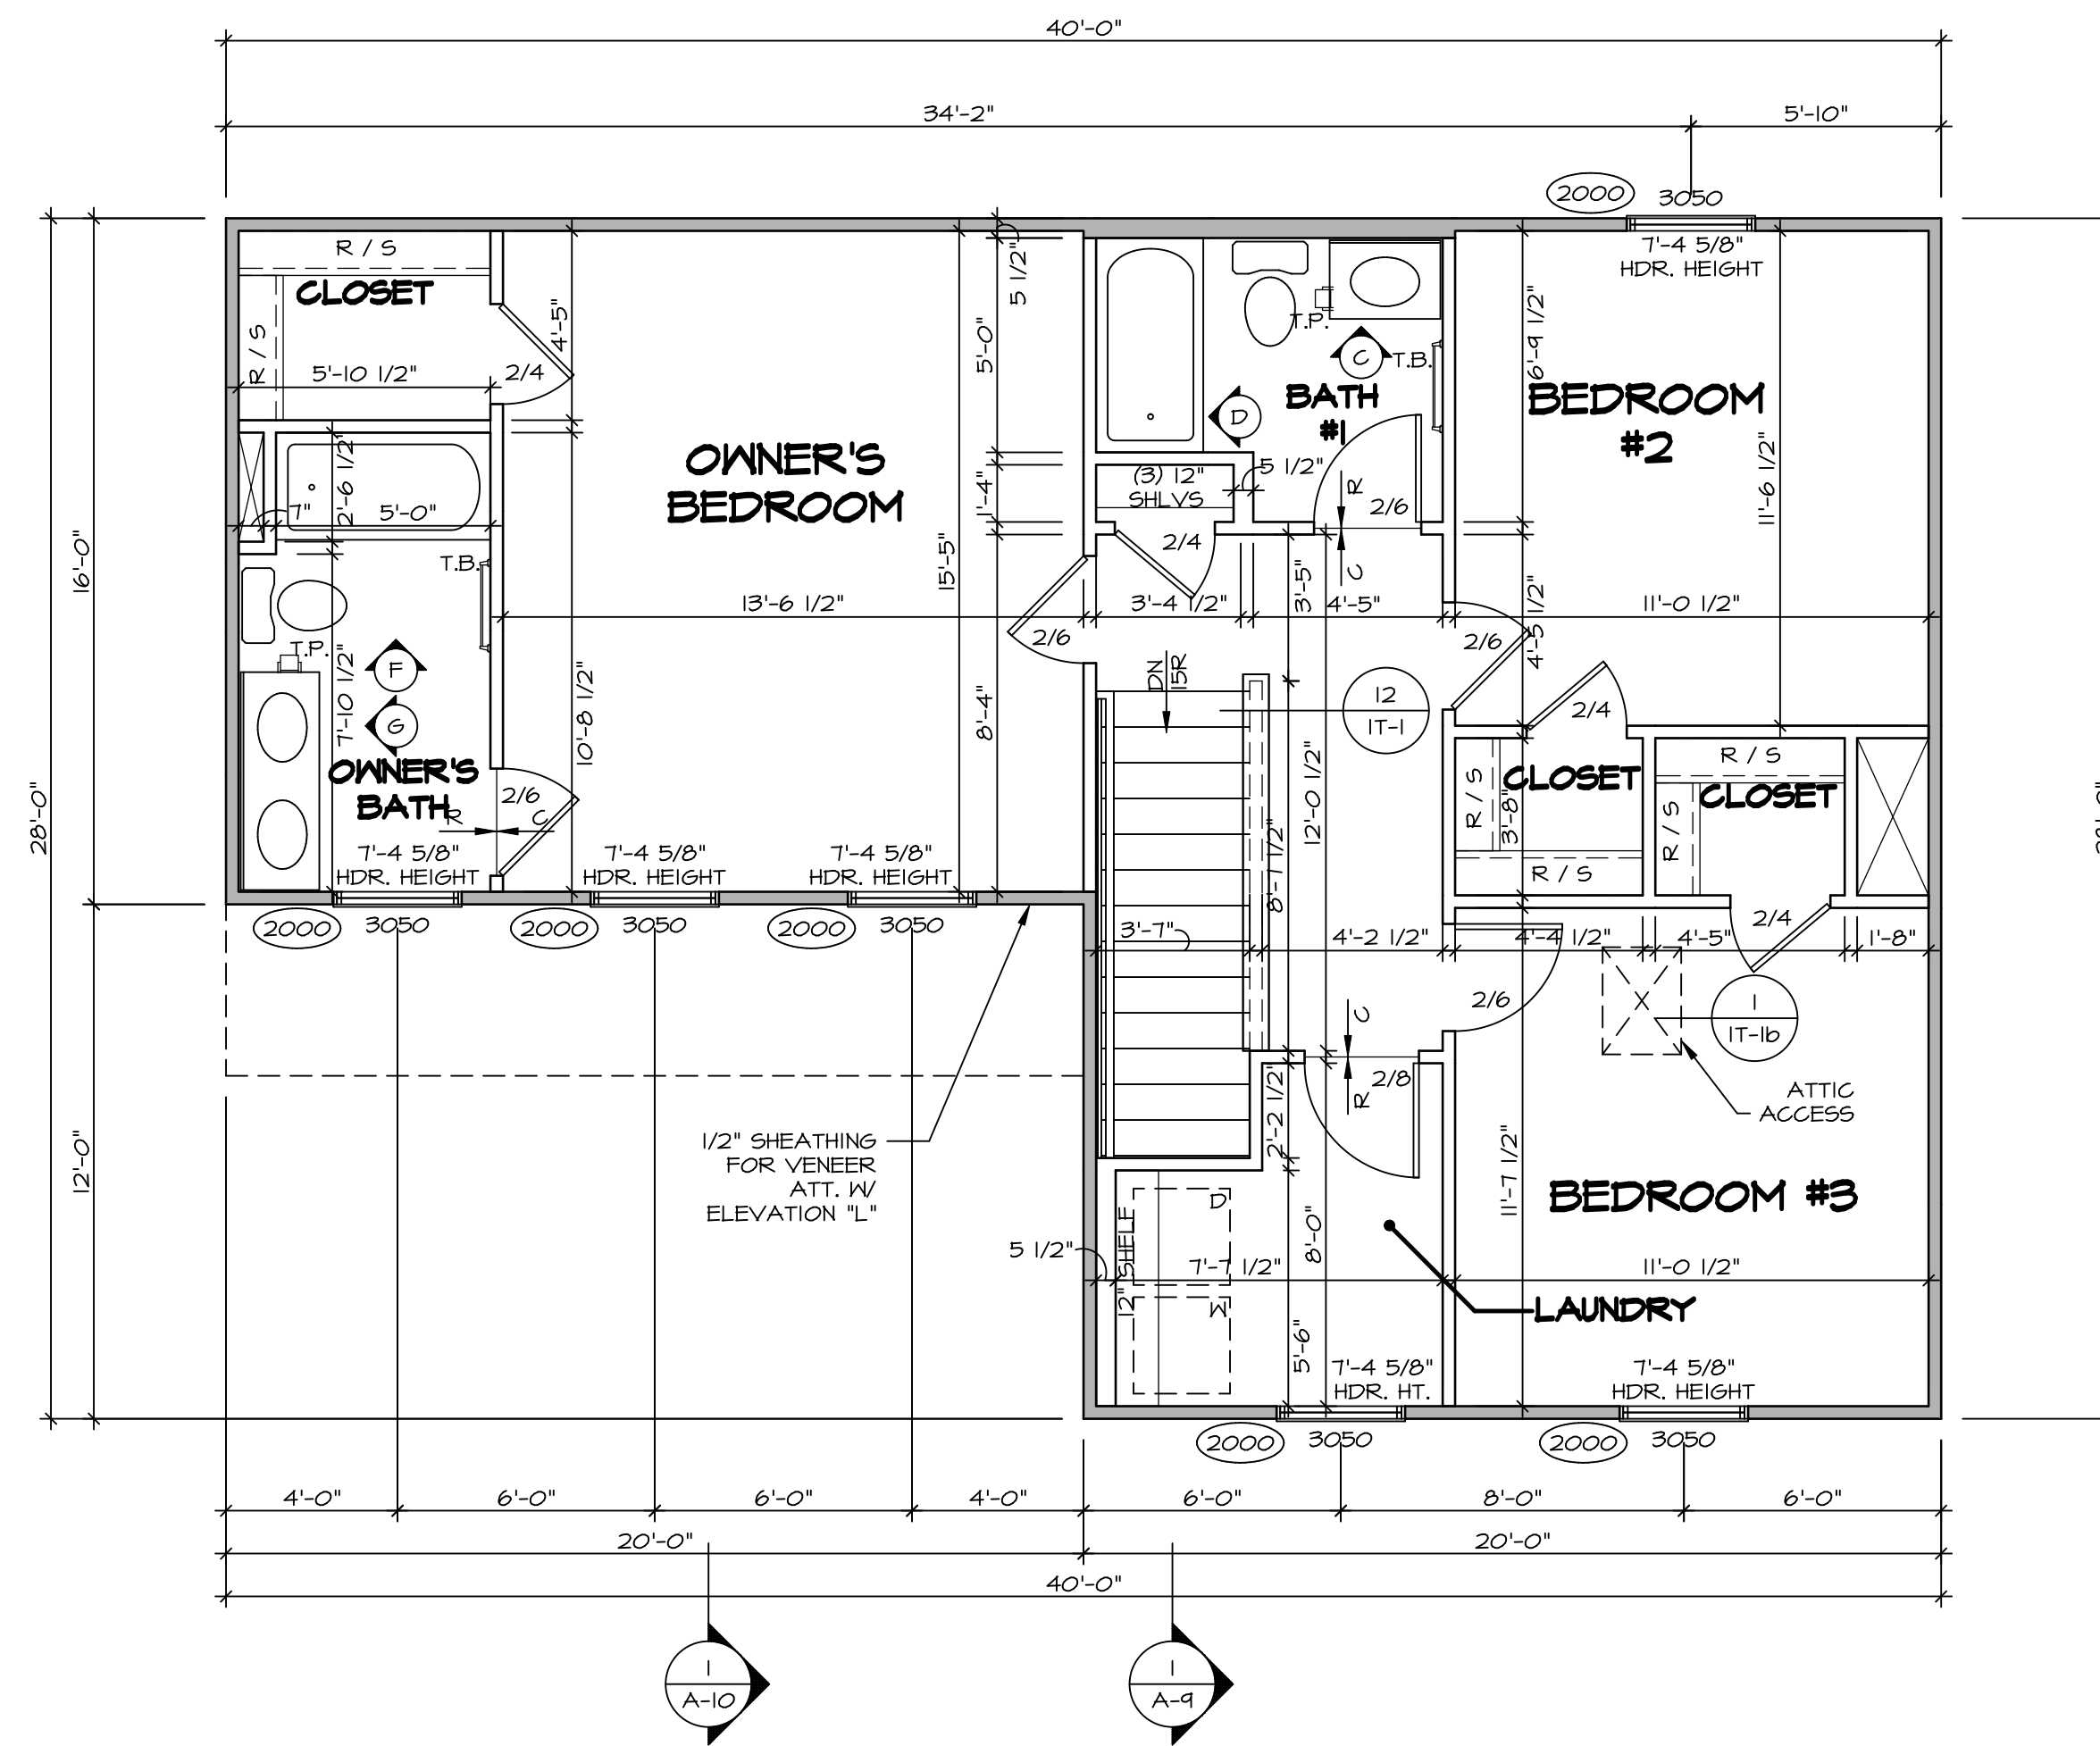 40'-0"
34'-2"
5'-10"
2000
3050
7'-4 5/8"
HDR. HEIGHT
R / S
CLOSET
R / S
5'-10 1/2"
2/4
4'-5"
5 1/2"
5'-0"
T.P.
C
T.B.
BATH
#1
D
6'-9 1/2"
BEDROOM
#2
11'-6 1/2"
OWNER'S
BEDROOM
2'-6 1/2"
7"
5'-0"
1'-4"
(3) 12"
SHLVS
5 1/2"
R
2/6
C
2/4
16'-0"
T.B.
15'-5"
13'-6 1/2"
3'-4 1/2"
3'-5"
4'-5"
4'-5 1/2"
11'-0 1/2"
2/6
2/6
T.P.
F
G
7'-10 1/2"
10'-8 1/2"
8'-4"
DN
15R
12
1T-1
2/4
OWNER'S
BATH
2/6
R
C
12'-0 1/2"
8'-7 1/2"
R / S
CLOSET
3'-8"
R / S
R / S
CLOSET
R / S
28'-0"
7'-4 5/8"
HDR. HEIGHT
7'-4 5/8"
HDR. HEIGHT
7'-4 5/8"
HDR. HEIGHT
2000
3050
2000
3050
2000
3050
3'-7"
4'-2 1/2"
4'-4 1/2"
4'-5"
2/4
1'-8"
2/6
1
1T-1b
C
R
2/8
ATTIC
ACCESS
12'-0"
1/2" SHEATHING
FOR VENEER
ATT. W/
ELEVATION "L"
2'-2 1/2"
11'-7 1/2"
BEDROOM #3
D
12" SHELF
W
5 1/2"
8'-0"
7'-7 1/2"
11'-0 1/2"
LAUNDRY
5'-6"
7'-4 5/8"
HDR. HT.
7'-4 5/8"
HDR. HEIGHT
2000
3050
2000
3050
4'-0"
6'-0"
6'-0"
4'-0"
6'-0"
8'-0"
6'-0"
20'-0"
20'-0"
40'-0"
1
A-10
1
A-9